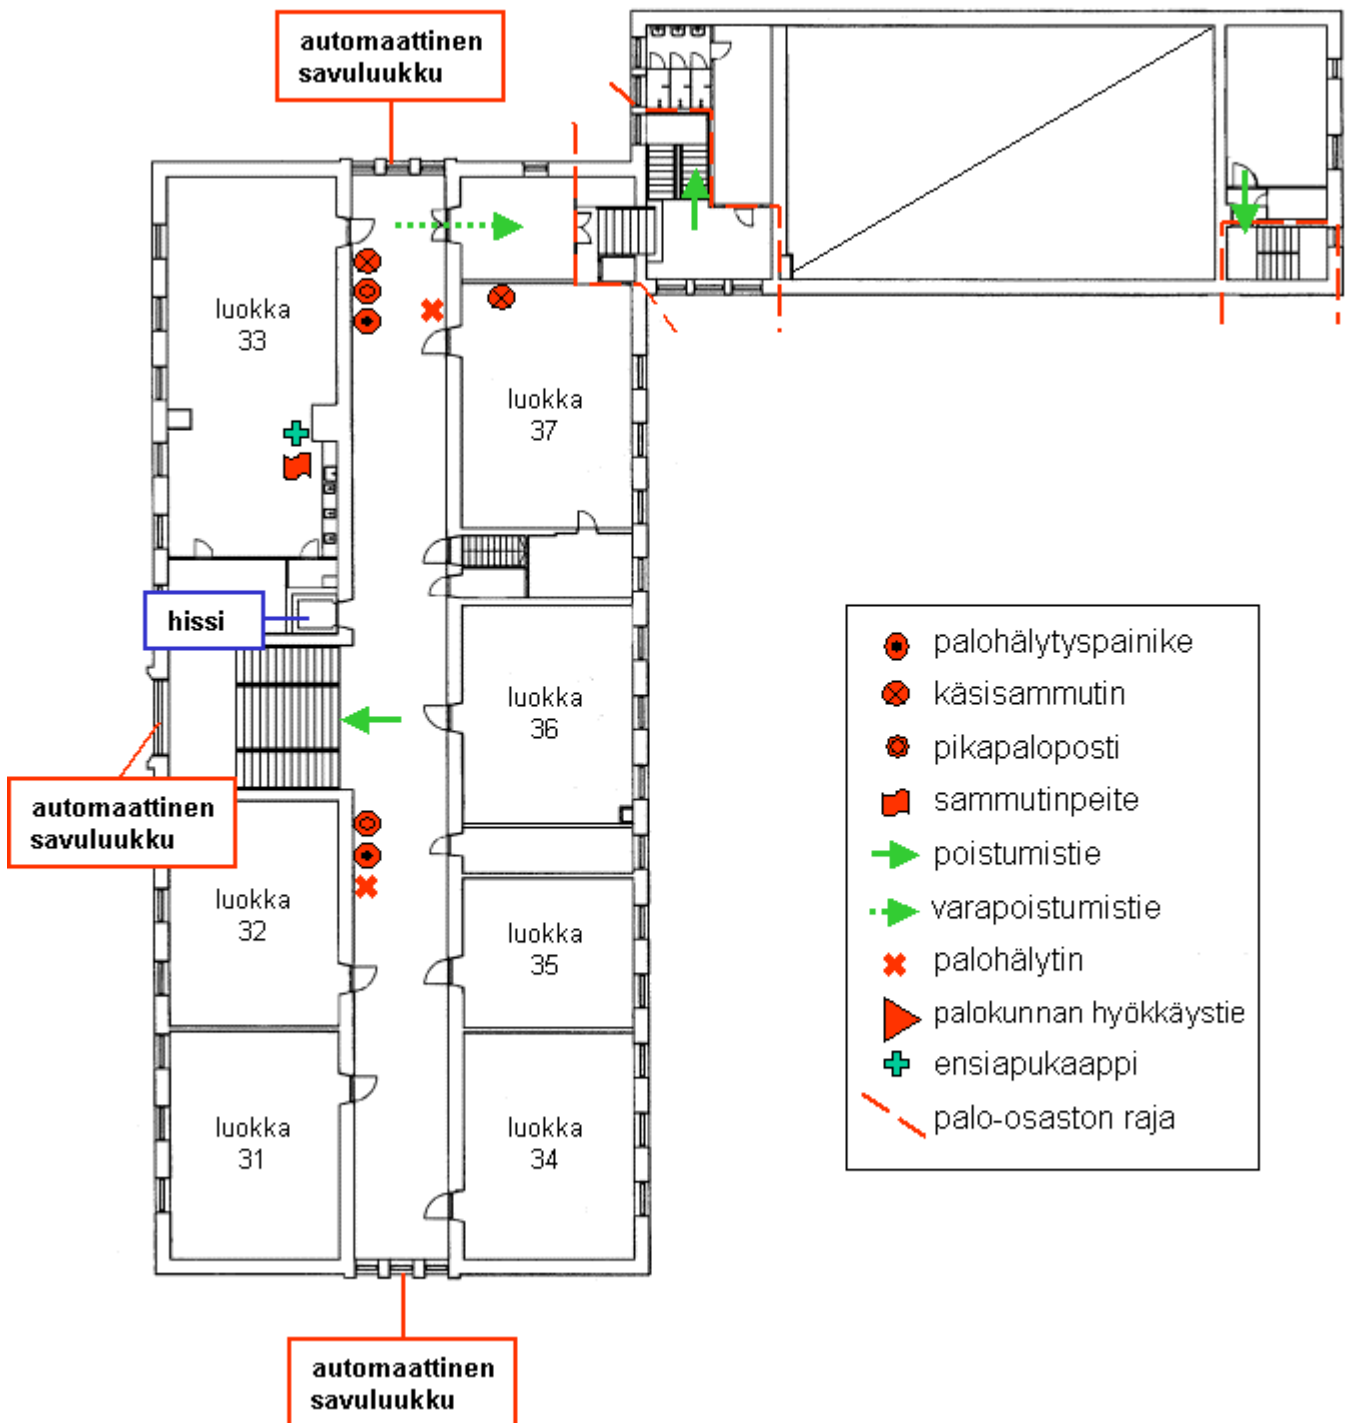 automaattinen
savuluukku
luokka
33
luokka
37
hissi
luokka
36
automaattinen
savuluukku
luokka
32
luokka
35
luokka
31
luokka
34
automaattinen
savuluukku
palohälytyspainike
käsisammutin
pikapaloposti
sammutinpeite
poistumistie
varapoistumistie
palohälytin
palokunnan hyökkäystie
ensiapukaappi
palo-osaston raja